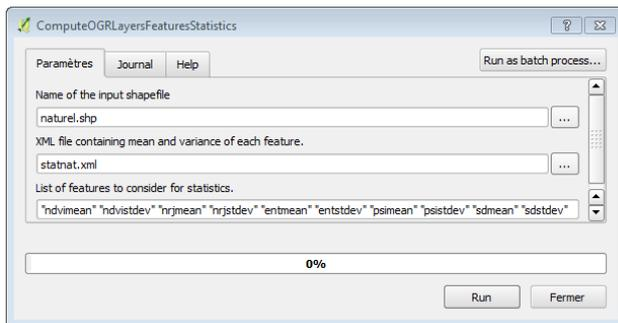 ComputeOGRLayersFeaturesStatistics
Paramètres Journal Help Run as batch process...
Name of the input shapefile
naturel.shp ...
XML file containing mean and variance of each feature.
statnat.xml ...
List of features to consider for statistics.
"ndvimean" "ndvistdev" "nrjmean" "nrjstdev" "entmean" "entstdev" "psimean" "psistdev" "sdmean" "sdstdev"
0%
Run Fermer